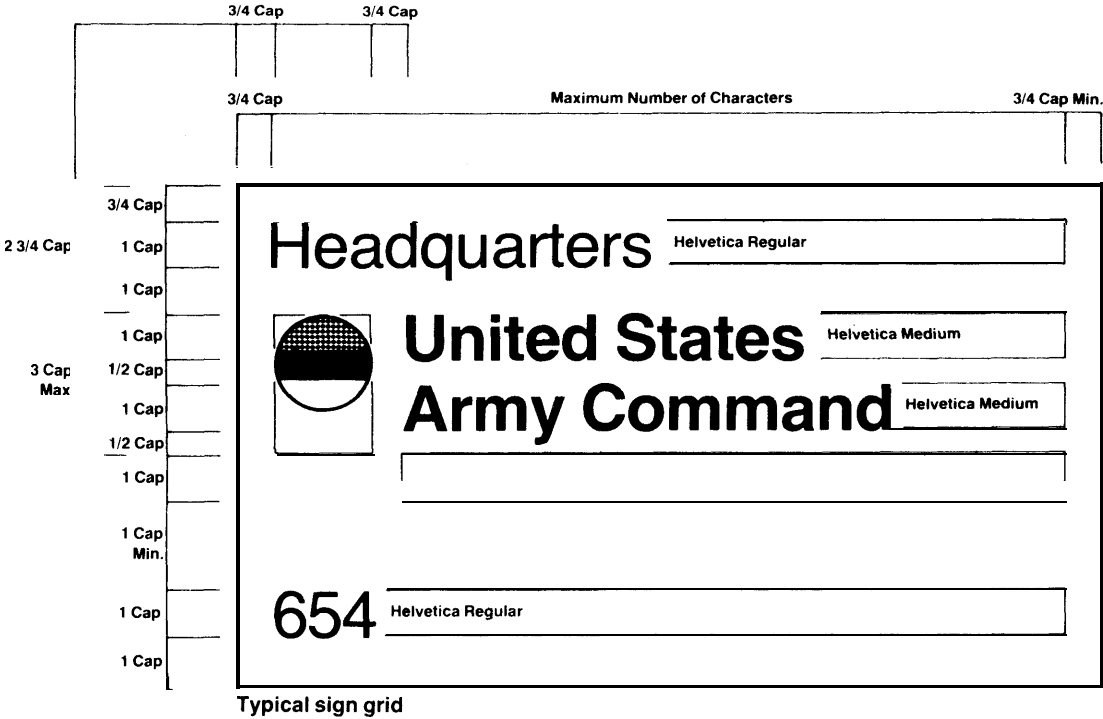 3/4 Cap 3/4 Cap
3/4 Cap Maximum Number of Characters 3/4 Cap Min.
3/4 Cap
2 3/4 Cap 1 Cap Headquarters Helvetica Regular
1 Cap
1 Cap United States Helvetica Medium
3 Cap 1/2 Cap
Max
1 Cap Army Command Helvetica Medium
1/2 Cap
1 Cap
1 Cap
Min.
1 Cap 654 Helvetica Regular
1 Cap
Typical sign grid